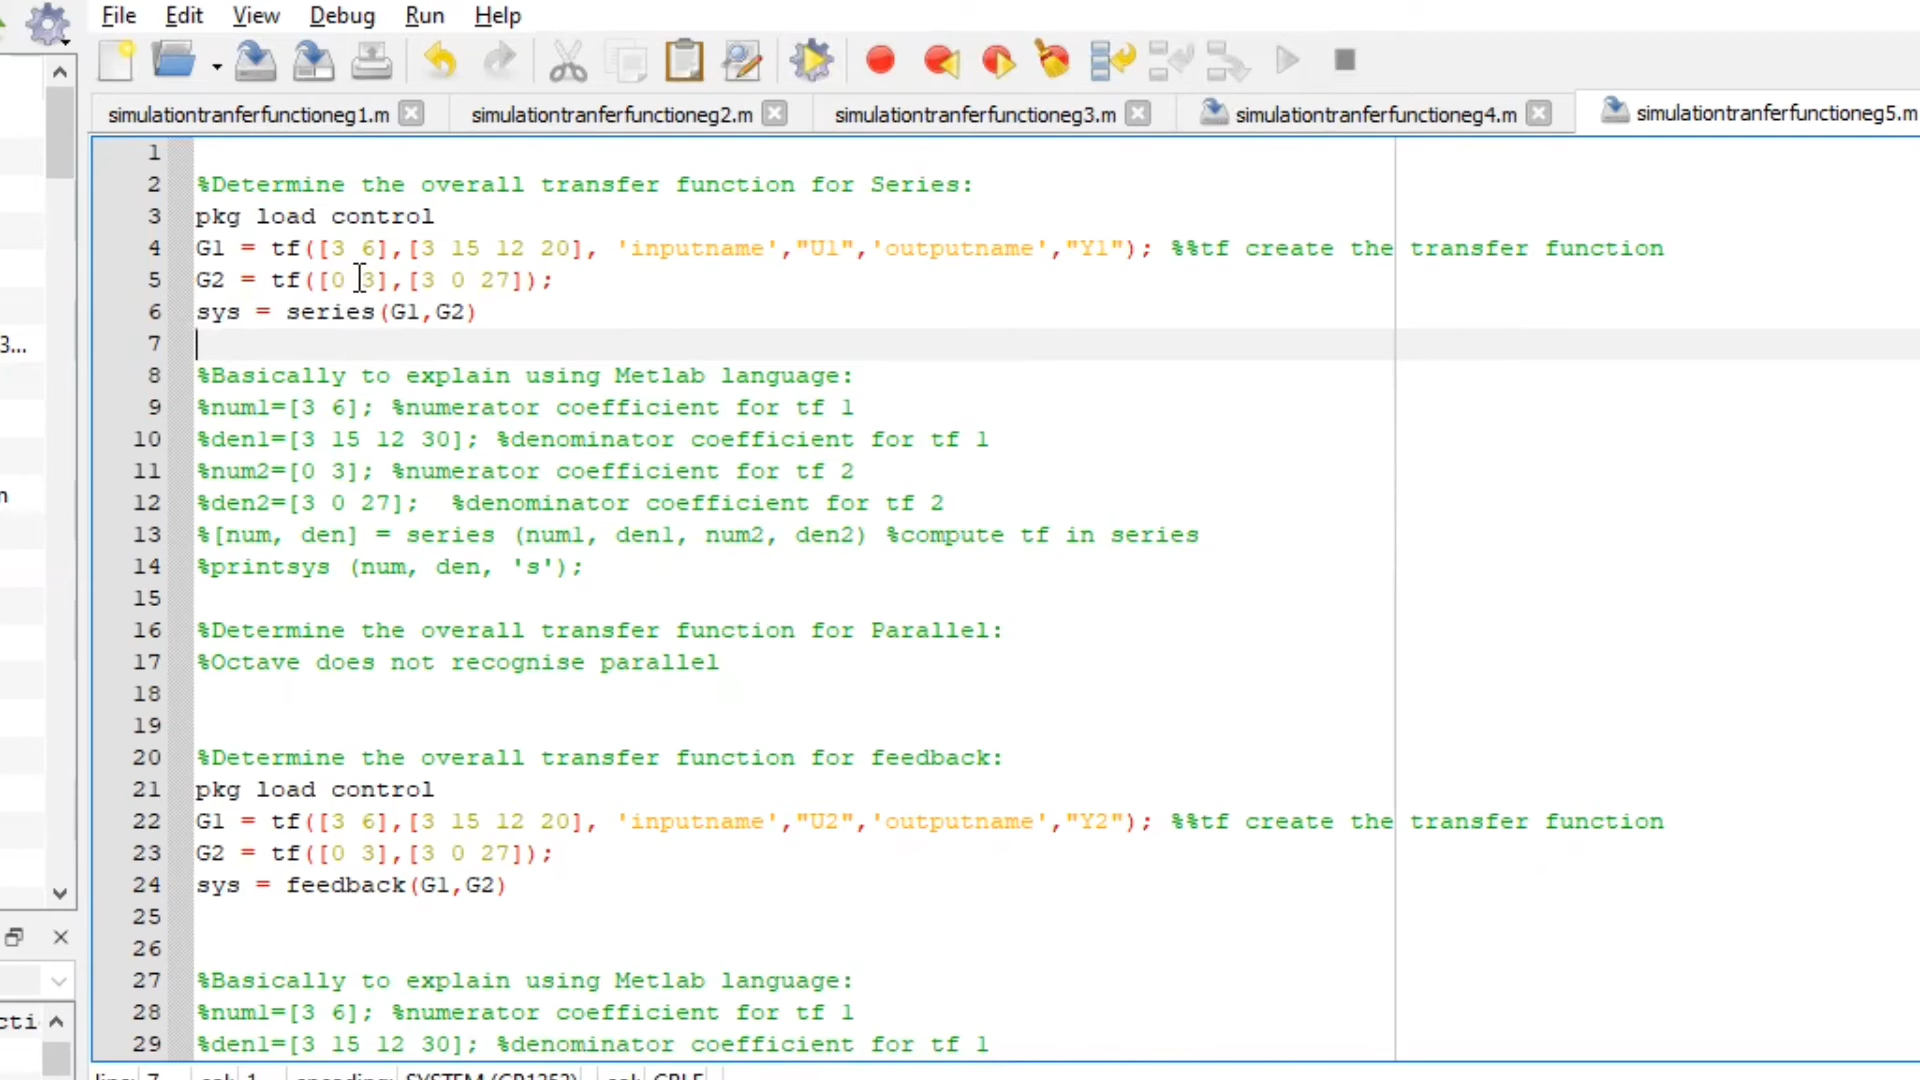 File Edit View Debug Run Help
simulationtranferfunctioneg1.m simulationtranferfunctioneg2.m simulationtranferfunctioneg3.m simulationtranferfunctioneg4.m simulationtranferfunctioneg5.m
1
2 %Determine the overall transfer function for Series:
3 pkg load control
4 G1 = tf([3 6],[3 15 12 20], 'inputname',"U1",'outputname',"Y1"); %%tf create the transfer function
5 G2 = tf([0 3],[3 0 27]);
6 sys = series(G1,G2)
3...
7
8 %Basically to explain using Metlab language:
9 %num1=[3 6]; %numerator coefficient for tf 1
10 %den1=[3 15 12 30]; %denominator coefficient for tf 1
11 %num2=[0 3]; %numerator coefficient for tf 2
12 %den2=[3 0 27];  %denominator coefficient for tf 2
13 %[num, den] = series (num1, den1, num2, den2) %compute tf in series
14 %printsys (num, den, 's');
15
16 %Determine the overall transfer function for Parallel:
17 %Octave does not recognise parallel
18
19
20 %Determine the overall transfer function for feedback:
21 pkg load control
22 G1 = tf([3 6],[3 15 12 20], 'inputname',"U2",'outputname',"Y2"); %%tf create the transfer function
23 G2 = tf([0 3],[3 0 27]);
24 sys = feedback(G1,G2)
25
26
27 %Basically to explain using Metlab language:
28 %num1=[3 6]; %numerator coefficient for tf 1
29 %den1=[3 15 12 30]; %denominator coefficient for tf 1